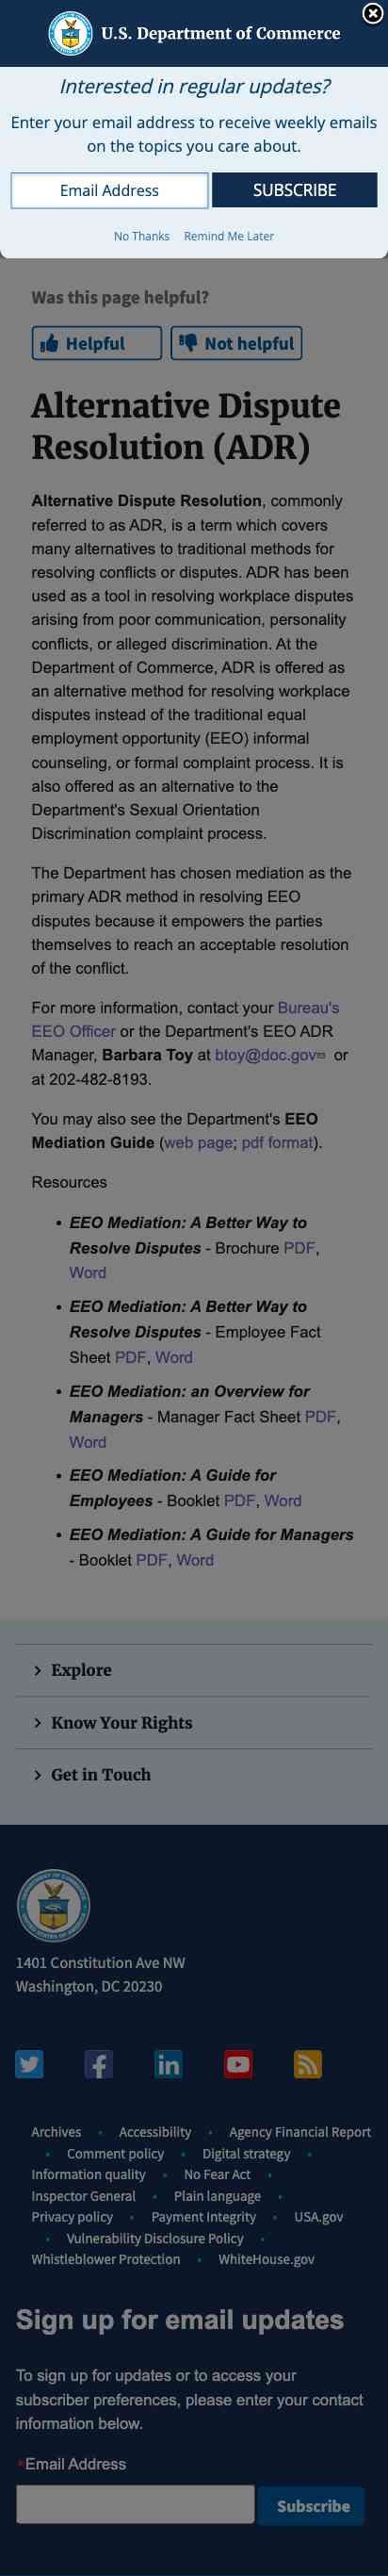 U.S. Department of Commerce
Interested in regular updates?
Enter your email address to receive weekly emails
on the topics you care about.
Email Address
SUBSCRIBE
No Thanks Remind Me Later
Was this page helpful?
Helpful
Not helpful
Alternative Dispute
Resolution (ADR)
Alternative Dispute Resolution, commonly
referred to as ADR, is a term which covers
many alternatives to traditional methods for
resolving conflicts or disputes. ADR has been
used as a tool in resolving workplace disputes
arising from poor communication, personality
conflicts, or alleged discrimination. At the
Department of Commerce, ADR is offered as
an alternative method for resolving workplace
disputes instead of the traditional equal
employment opportunity (EEO) informal
counseling, or formal complaint process. It is
also offered as an alternative to the
Department's Sexual Orientation
Discrimination complaint process.
The Department has chosen mediation as the
primary ADR method in resolving EEO
disputes because it empowers the parties
themselves to reach an acceptable resolution
of the conflict.
For more information, contact your Bureau's
EEO Officer or the Department's EEO ADR
Manager, Barbara Toy at btoy@doc.gov or
at 202-482-8193.
You may also see the Department's EEO
Mediation Guide (web page; pdf format).
Resources
• EEO Mediation: A Better Way to
Resolve Disputes - Brochure PDF,
Word
• EEO Mediation: A Better Way to
Resolve Disputes - Employee Fact
Sheet PDF, Word
• EEO Mediation: an Overview for
Managers - Manager Fact Sheet PDF,
Word
• EEO Mediation: A Guide for
Employees - Booklet PDF, Word
• EEO Mediation: A Guide for Managers
- Booklet PDF, Word
Explore
Know Your Rights
Get in Touch
1401 Constitution Ave NW
Washington, DC 20230
Archives • Accessibility • Agency Financial Report
• Comment policy • Digital strategy •
Information quality • No Fear Act •
Inspector General • Plain language •
Privacy policy • Payment Integrity • USA.gov
• Vulnerability Disclosure Policy •
Whistleblower Protection • WhiteHouse.gov
Sign up for email updates
To sign up for updates or to access your
subscriber preferences, please enter your contact
information below.
*Email Address
Subscribe